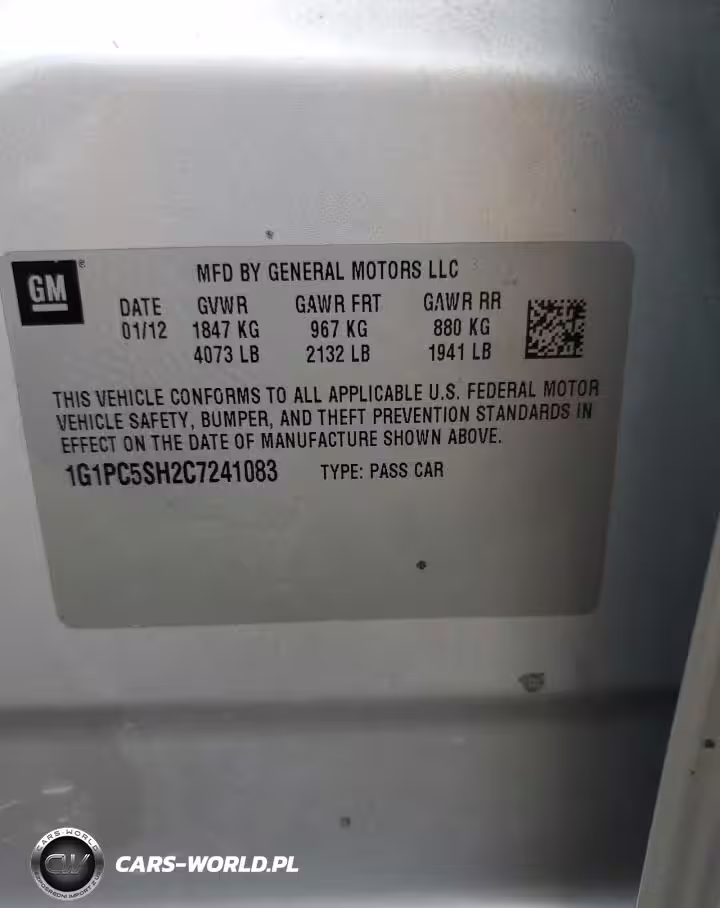 GM
MFD BY GENERAL MOTORS LLC
DATE GVWR GAWR FRT GAWR RR
01/12 1847 KG 967 KG 880 KG
4073 LB 2132 LB 1941 LB
THIS VEHICLE CONFORMS TO ALL APPLICABLE U.S. FEDERAL MOTOR
VEHICLE SAFETY, BUMPER, AND THEFT PREVENTION STANDARDS IN
EFFECT ON THE DATE OF MANUFACTURE SHOWN ABOVE.
1G1PC5SH2C7241083 TYPE: PASS CAR
CARS-WORLD
CW
CARS-WORLD.PL